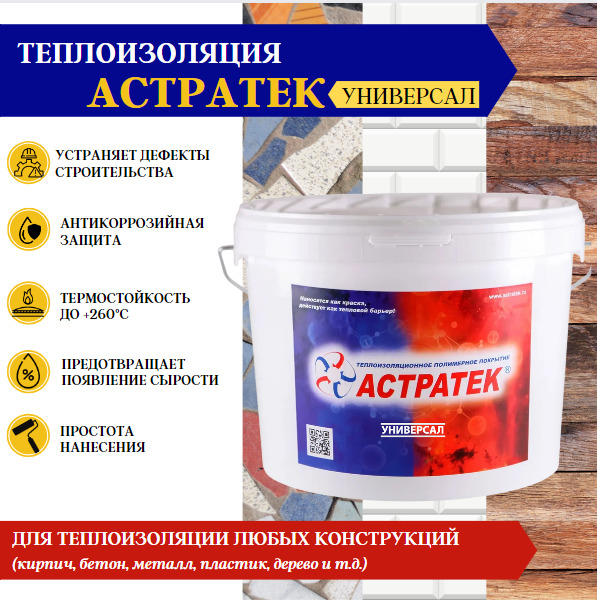 ТЕПЛОИЗОЛЯЦИЯ
АСТРАТЕК УНИВЕРСАЛ
УСТРАНЯЕТ ДЕФЕКТЫ
СТРОИТЕЛЬСТВА
АНТИКОРРОЗИЙНАЯ
ЗАЩИТА
ТЕРМОСТОЙКОСТЬ
ДО +260°C
ПРЕДОТВРАЩАЕТ
ПОЯВЛЕНИЕ СЫРОСТИ
%
ПРОСТОТА
НАНЕСЕНИЯ
Наносится как краска,
действует как тепловой барьер!
www.astratek.ru
ТЕПЛОИЗОЛЯЦИОННОЕ ПОЛИМЕРНОЕ ПОКРЫТИЕ
АСТРАТЕК®
УНИВЕРСАЛ
ДЛЯ ТЕПЛОИЗОЛЯЦИИ ЛЮБЫХ КОНСТРУКЦИЙ
(кирпич, бетон, металл, пластик, дерево и т.д.)